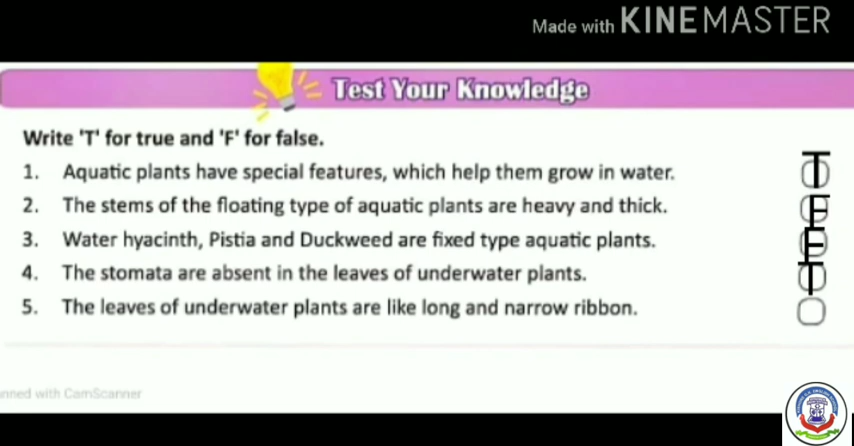 Made with KINEMASTER
Test Your Knowledge
Write 'T' for true and 'F' for false.
1. Aquatic plants have special features, which help them grow in water. T
2. The stems of the floating type of aquatic plants are heavy and thick. F
3. Water hyacinth, Pistia and Duckweed are fixed type aquatic plants. F
4. The stomata are absent in the leaves of underwater plants. T
5. The leaves of underwater plants are like long and narrow ribbon.
nned with CamScanner